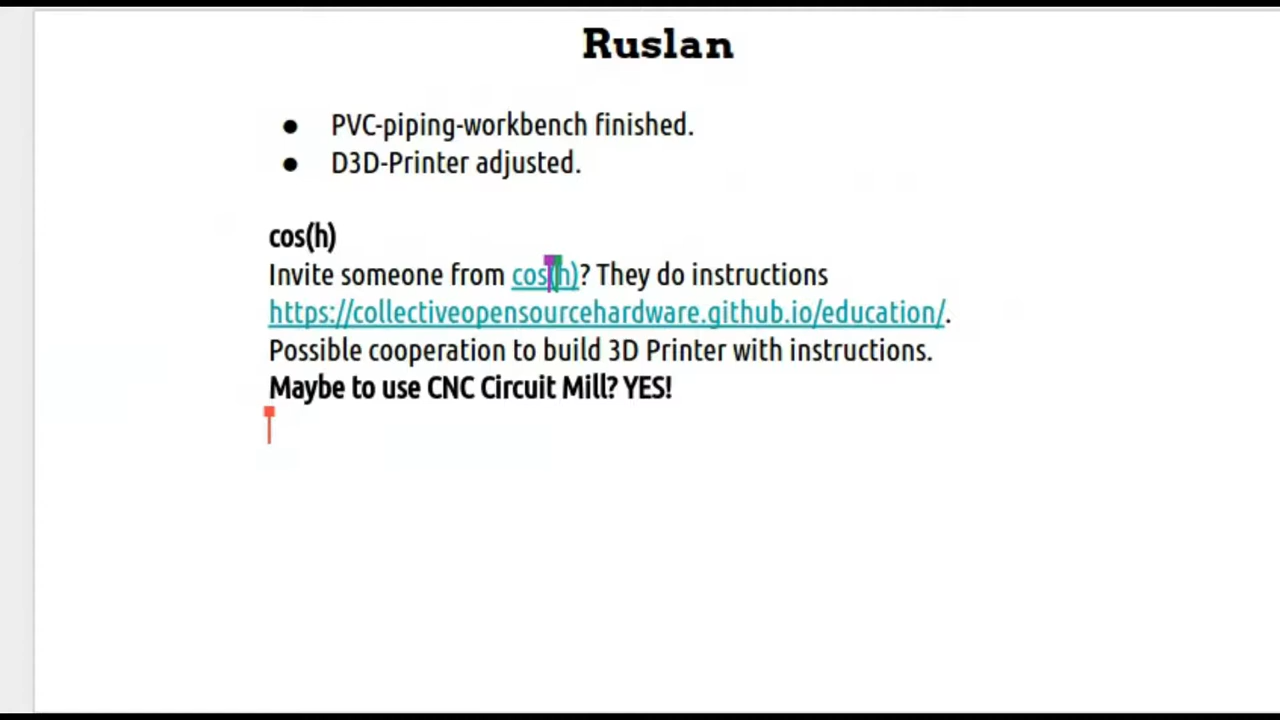 Ruslan
● PVC-piping-workbench finished.
● D3D-Printer adjusted.
cos(h)
Invite someone from cos(h)? They do instructions
https://collectiveopensourcehardware.github.io/education/.
Possible cooperation to build 3D Printer with instructions.
Maybe to use CNC Circuit Mill? YES!